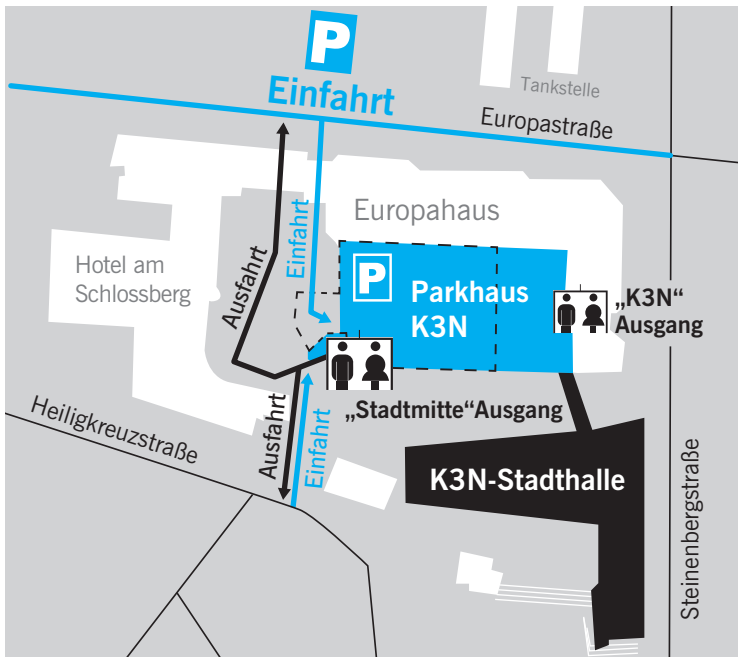 P
Einfahrt
Tankstelle
Europastraße
Europahaus
Einfahrt
Ausfahrt
Hotel am
Schlossberg
P
Parkhaus
K3N
„K3N“
Ausgang
„Stadtmitte“Ausgang
Heiligkreuzstraße
Ausfahrt
Einfahrt
K3N-Stadthalle
Steinenbergstraße